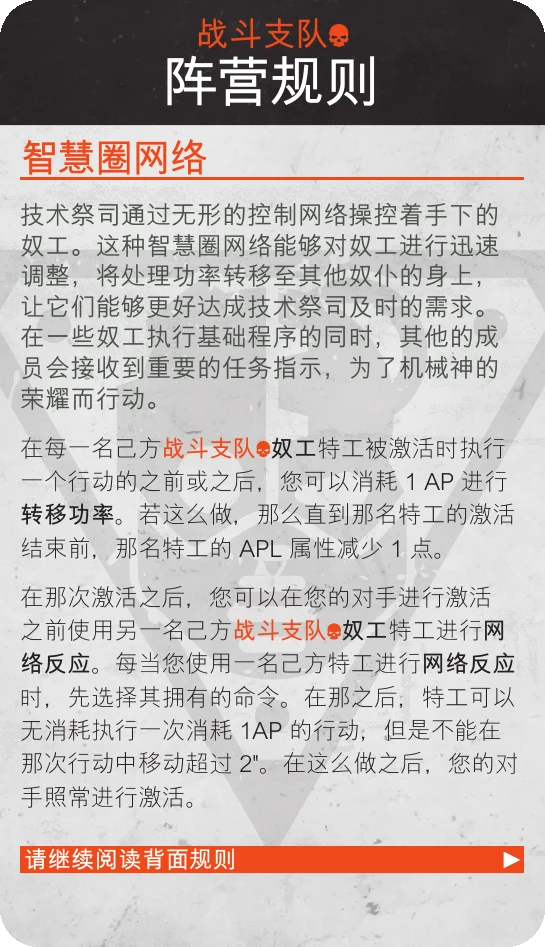 战斗支队
阵营规则
智慧圈网络
技术祭司通过无形的控制网络操控着手下的
奴工。这种智慧圈网络能够对奴工进行迅速
调整，将处理功率转移至其他奴仆的身上，
让它们能够更好达成技术祭司及时的需求。
在一些奴工执行基础程序的同时，其他的成
员会接收到重要的任务指示，为了机械神的
荣耀而行动。
在每一名己方战斗支队奴工特工被激活时执行
一个行动的之前或之后，您可以消耗 1 AP 进行
转移功率。若这么做，那么直到那名特工的激活
结束前，那名特工的 APL 属性减少 1 点。
在那次激活之后，您可以在您的对手进行激活
之前使用另一名己方战斗支队奴工特工进行网
络反应。每当您使用一名己方特工进行网络反应
时，先选择其拥有的命令。在那之后，特工可以
无消耗执行一次消耗 1AP 的行动，但是不能在
那次行动中移动超过 2"。在这么做之后，您的对
手照常进行激活。
请继续阅读背面规则